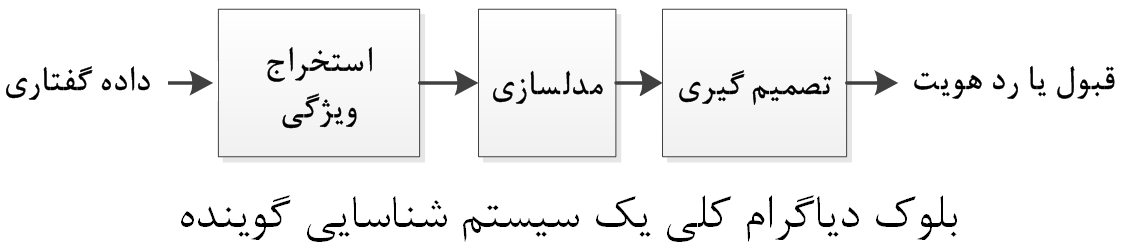 داده گفتاری
استخراج
ویژگی
مدلسازی
تصمیم گیری
قبول یا رد هویت
بلوک دیاگرام کلی یک سیستم شناسایی گوینده